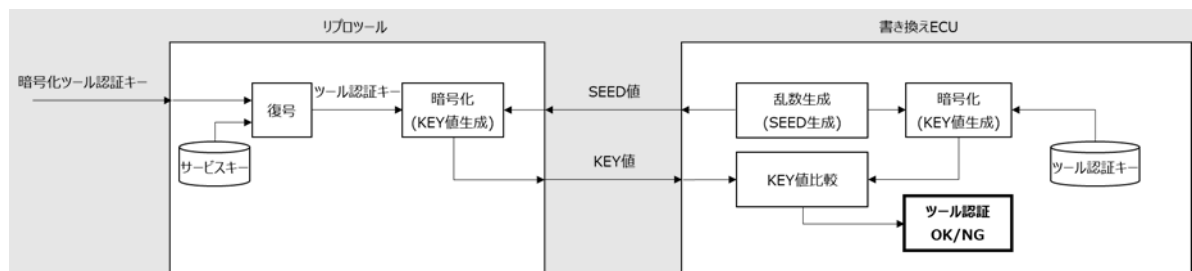 リプロツール
書き換えECU
暗号化ツール認証キー
復号
ツール認証キー
暗号化
(KEY値生成)
サービスキー
SEED値
KEY値
乱数生成
(SEED生成)
暗号化
(KEY値生成)
KEY値比較
ツール認証キー
ツール認証
OK/NG